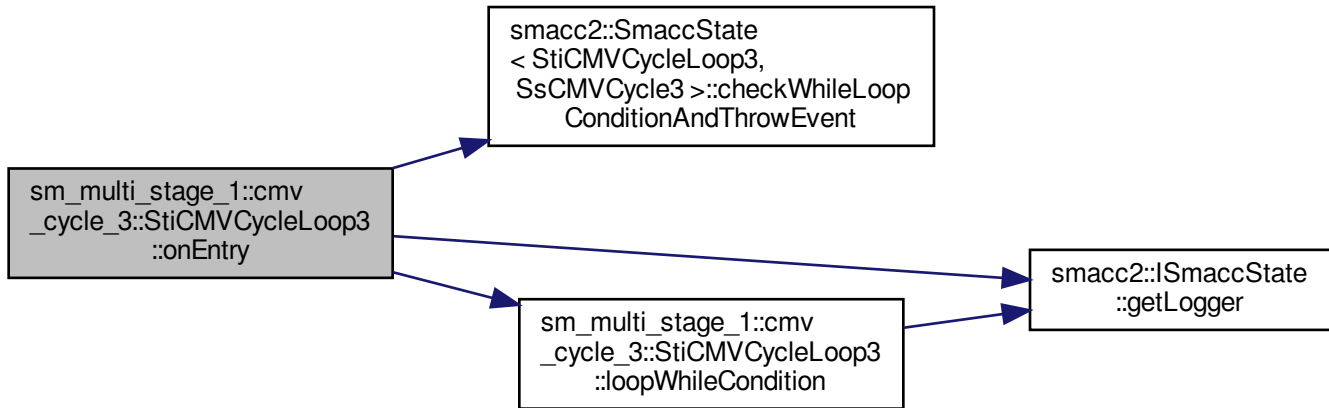 smacc2::SmaccState
< StiCMVCycleLoop3,
SsCMVCycle3 >::checkWhileLoop
ConditionAndThrowEvent
sm_multi_stage_1::cmv
_cycle_3::StiCMVCycleLoop3
::onEntry
smacc2::ISmaccState
::getLogger
sm_multi_stage_1::cmv
_cycle_3::StiCMVCycleLoop3
::loopWhileCondition